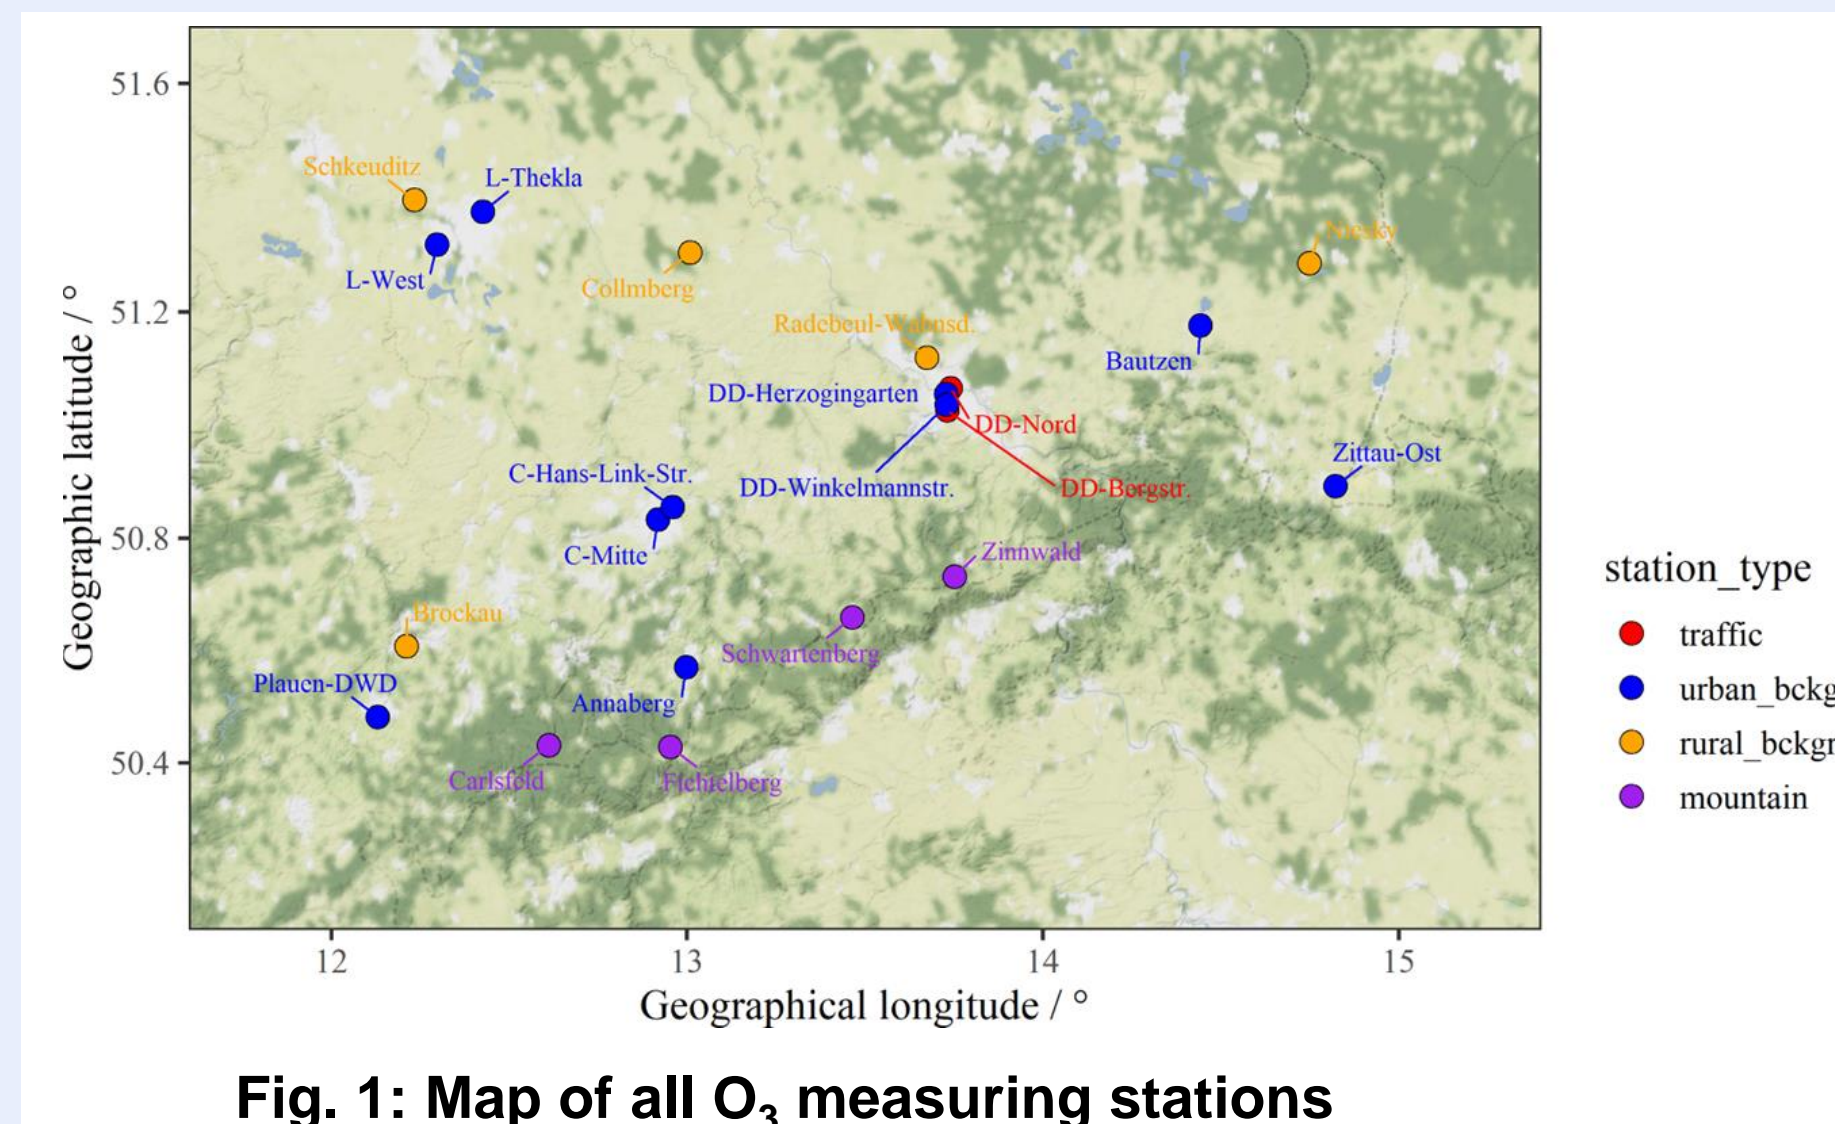 51.6
51.2
50.8
50.4
Geographic latitude / °
Schkeuditz
L-Thekla
L-West
Collmberg
Niesky
Radebeul-Wahnsd.
Bautzen
DD-Herzogingarten
DD-Nord
Zittau-Ost
C-Hans-Link-Str.
DD-Winkelmannstr.
DD-Bergstr.
C-Mitte
Zinnwald
Brockau
Schwartenberg
Plauen-DWD
Annaberg
Carlsfeld
Fichtelberg
12 13 14 15
Geographical longitude / °
station_type
traffic
urban_bckg
rural_bckgr
mountain
Fig. 1: Map of all O₃ measuring stations